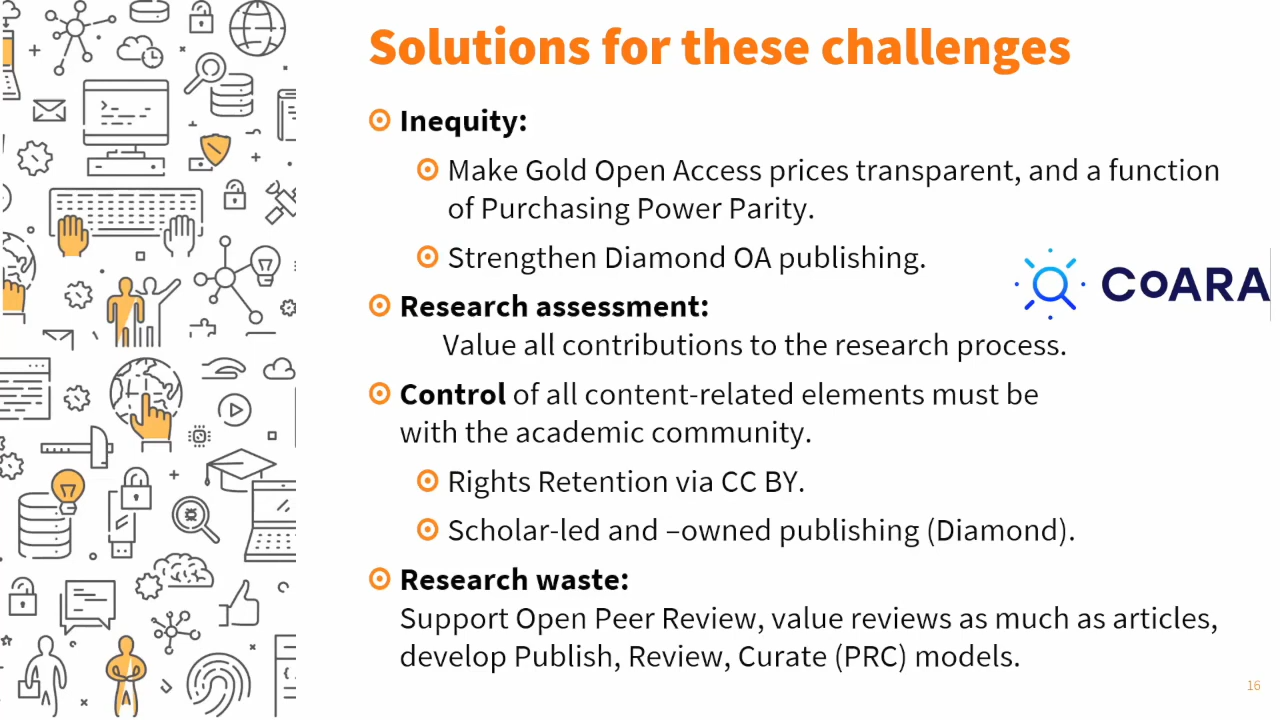 Solutions for these challenges
Inequity:
Make Gold Open Access prices transparent, and a function
of Purchasing Power Parity.
Strengthen Diamond OA publishing.
CoARA
Research assessment:
Value all contributions to the research process.
Control of all content-related elements must be
with the academic community.
Rights Retention via CC BY.
Scholar-led and –owned publishing (Diamond).
Research waste:
Support Open Peer Review, value reviews as much as articles,
develop Publish, Review, Curate (PRC) models.
16